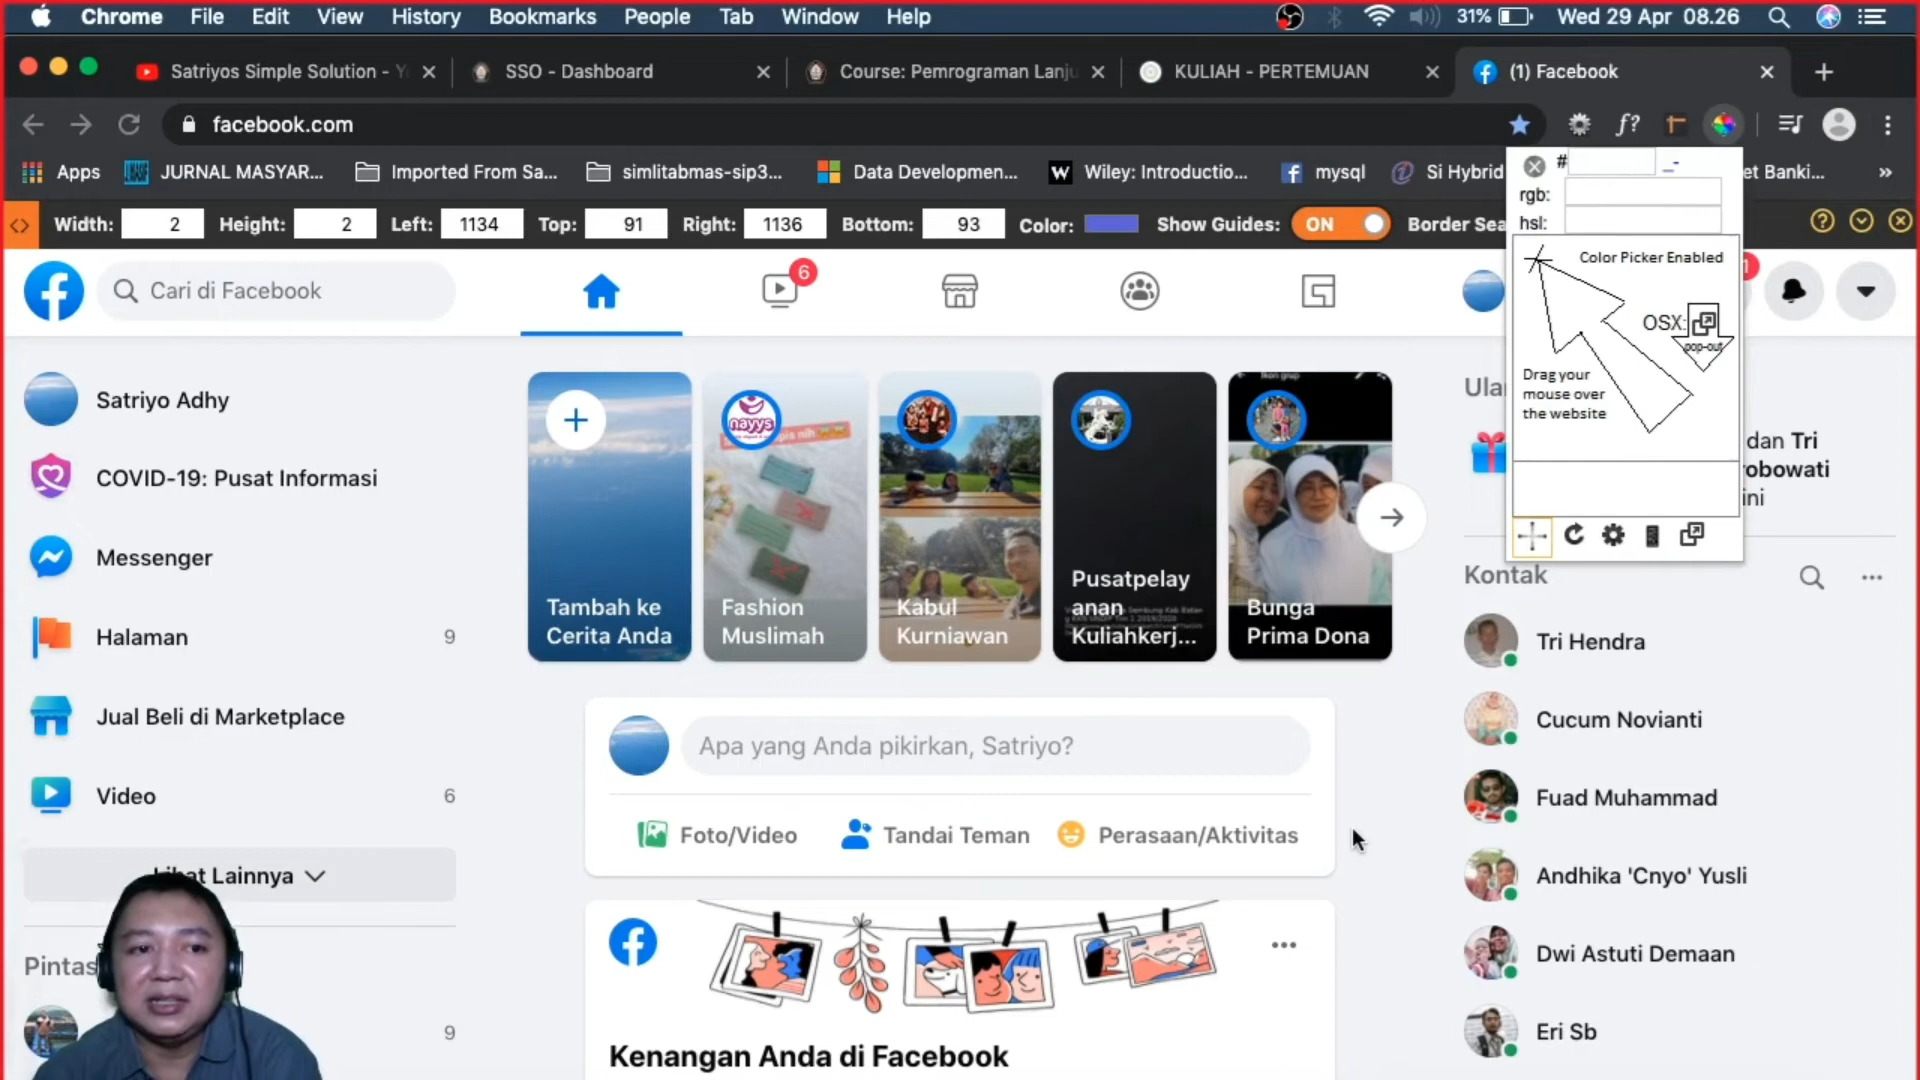 Chrome File Edit View History Bookmarks People Tab Window Help 31% Wed 29 Apr 08.26
Satriyos Simple Solution - Y SSO - Dashboard Course: Pemrograman Lanju KULIAH - PERTEMUAN (1) Facebook
facebook.com f?
Apps JURNAL MASYAR... Imported From Sa... simlitabmas-sip3... Data Developmen... Wiley: Introductio... mysql Si Hybrid et Banki... »
Width: 2 Height: 2 Left: 1134 Top: 91 Right: 1136 Bottom: 93 Color: Show Guides: ON Border Sea
#
rgb:
hsl:
Color Picker Enabled
OSX:
pop-out
Drag your
mouse over
the website
Cari di Facebook
6
1
Satriyo Adhy
COVID-19: Pusat Informasi
Messenger
Halaman 9
Jual Beli di Marketplace
Video 6
Lihat Lainnya
Pintas
9
nayys
Tambah ke
Cerita Anda
Fashion
Muslimah
Kabul
Kurniawan
Pusatpelay
anan
Kuliahkerj...
Bunga
Prima Dona
Apa yang Anda pikirkan, Satriyo?
Foto/Video Tandai Teman Perasaan/Aktivitas
Kenangan Anda di Facebook
Ula
dan Tri
robowati
ini
Kontak
Tri Hendra
Cucum Novianti
Fuad Muhammad
Andhika 'Cnyo' Yusli
Dwi Astuti Demaan
Eri Sb